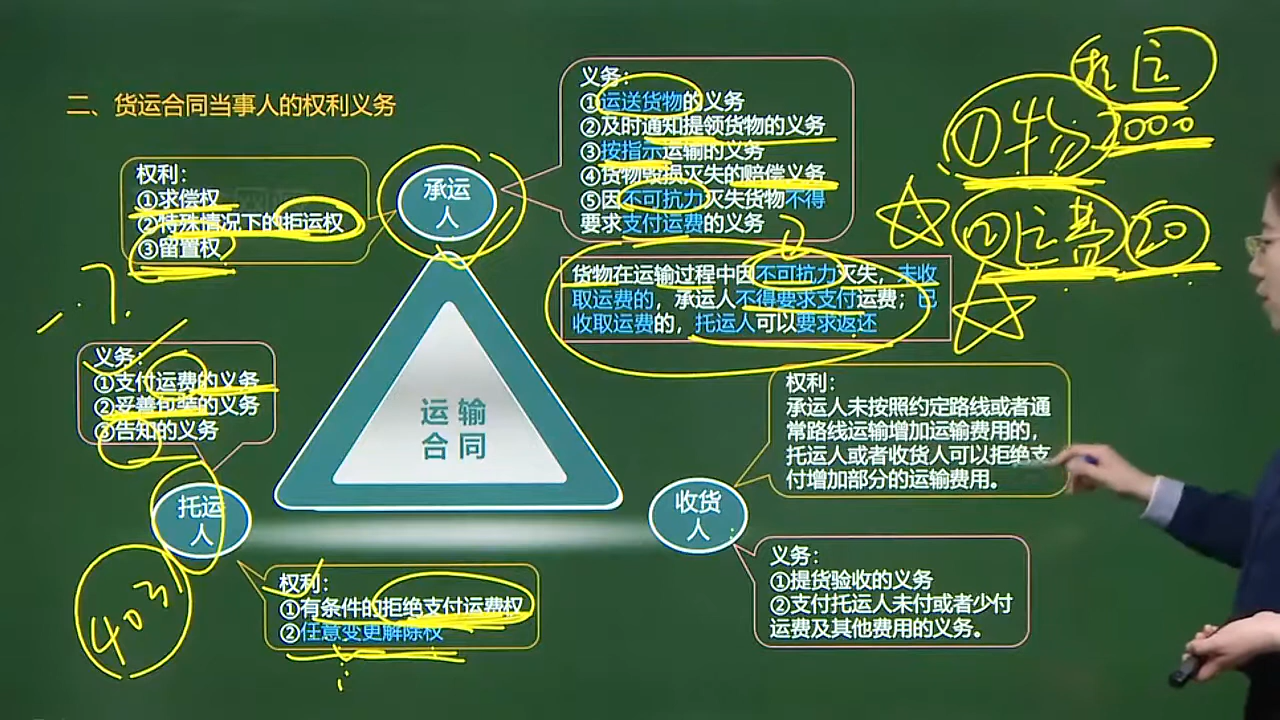 二、货运合同当事人的权利义务
权利：
①求偿权
②特殊情况下的拒运权
③留置权
承运
人
义务：
①运送货物的义务
②及时通知提领货物的义务
③按指示运输的义务
④货物毁损灭失的赔偿义务
⑤因不可抗力灭失货物不得
要求支付运费的义务
货物在运输过程中因不可抗力灭失，未收
取运费的，承运人不得要求支付运费；已
收取运费的，托运人可以要求返还
①物
2000
②运费
20
义务：
①支付运费的义务
②妥善包装的义务
③告知的义务
托运
人
403
权利：
①有条件的拒绝支付运费权
②任意变更解除权
运输
合同
收货
人
权利：
承运人未按照约定路线或者通
常路线运输增加运输费用的，
托运人或者收货人可以拒绝支
付增加部分的运输费用。
义务：
①提货验收的义务
②支付托运人未付或者少付
运费及其他费用的义务。